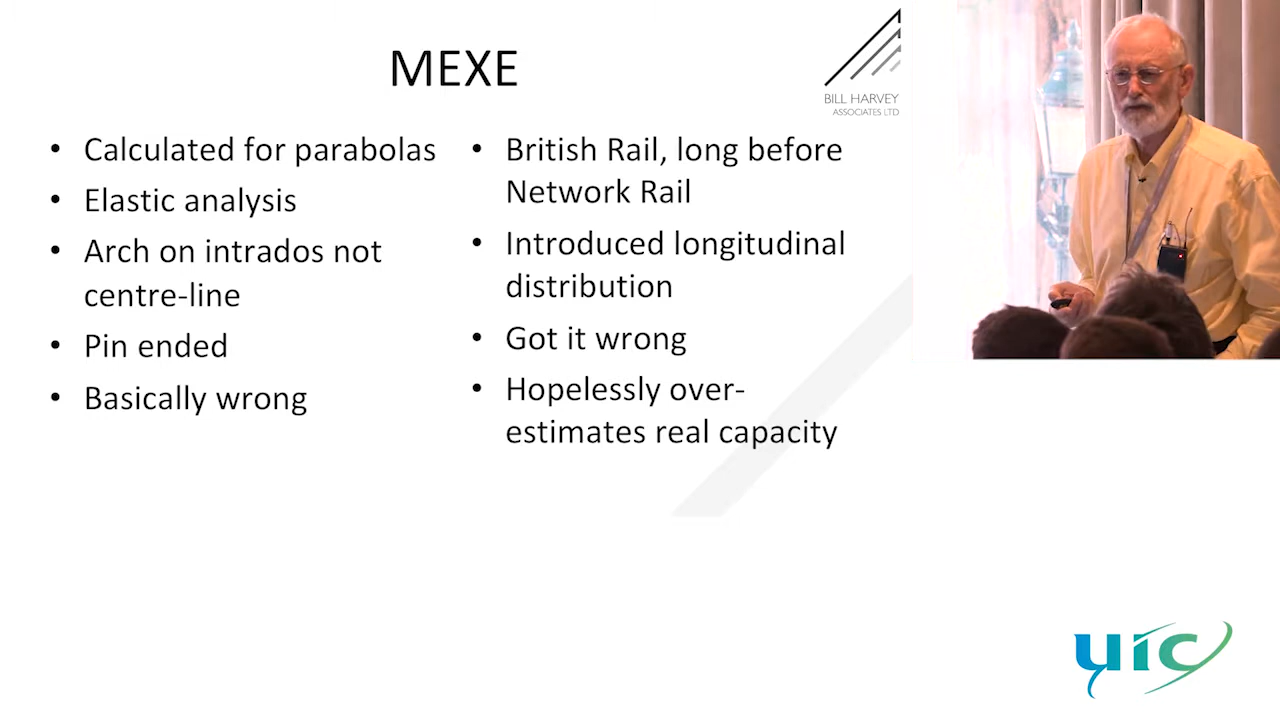 MEXE
BILL HARVEY
ASSOCIATES LTD
• Calculated for parabolas
• Elastic analysis
• Arch on intrados not
centre-line
• Pin ended
• Basically wrong
• British Rail, long before
Network Rail
• Introduced longitudinal
distribution
• Got it wrong
• Hopelessly over-
estimates real capacity
uic